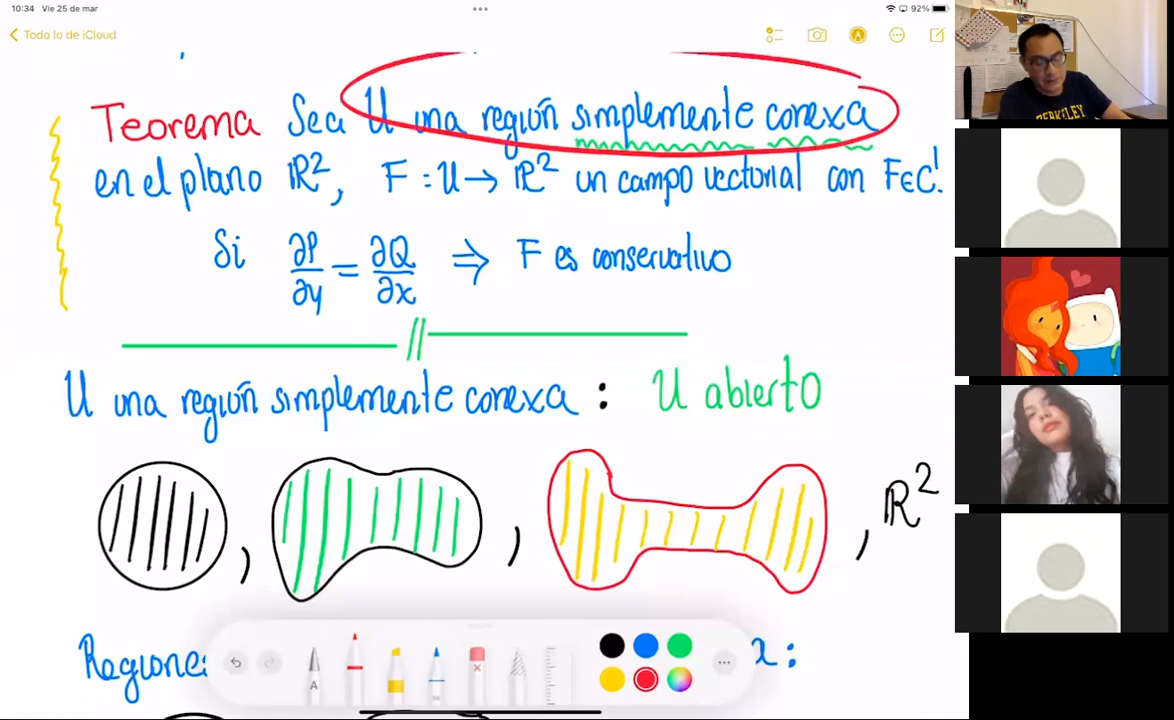 10:34 Vie 25 de mar
92%
Todo lo de iCloud
Teorema Sea U una región simplemente conexa
en el plano ℝ², F : U → ℝ² un campo vectorial con F∈C¹.
Si ∂P/∂y = ∂Q/∂x ⇒ F es conservativo
U una región simplemente conexa : U abierto
, , , ℝ²
A
a :
BERKELEY